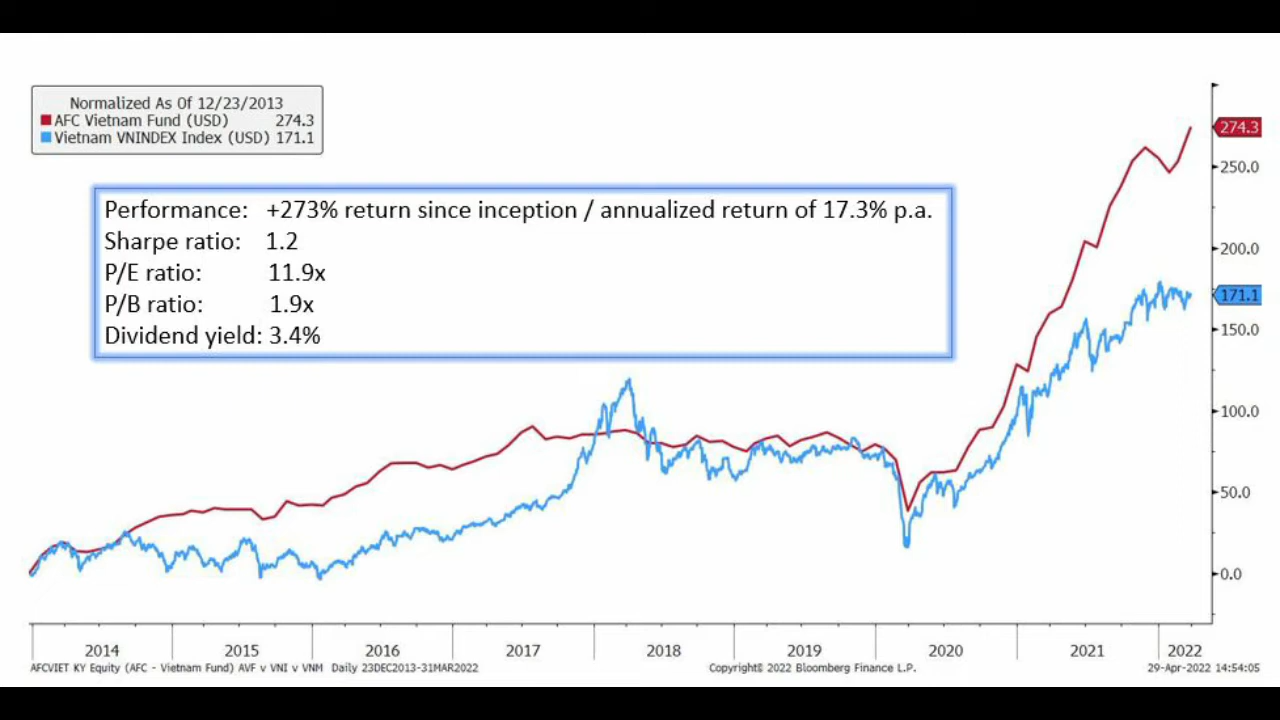 Normalized As Of 12/23/2013
AFC Vietnam Fund (USD) 274.3
Vietnam VNINDEX Index (USD) 171.1
Performance: +273% return since inception / annualized return of 17.3% p.a.
Sharpe ratio: 1.2
P/E ratio: 11.9x
P/B ratio: 1.9x
Dividend yield: 3.4%
274.3
250.0
200.0
171.1
150.0
100.0
50.0
0.0
2014 2015 2016 2017 2018 2019 2020 2021 2022
AFCVIET KY Equity (AFC - Vietnam Fund) AVF v VNI v VNM Daily 23DEC2013-31MAR2022 Copyright© 2022 Bloomberg Finance L.P. 29-Apr-2022 14:54:05